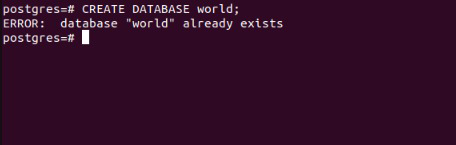 postgres=# CREATE DATABASE world;
ERROR:  database "world" already exists
postgres=#